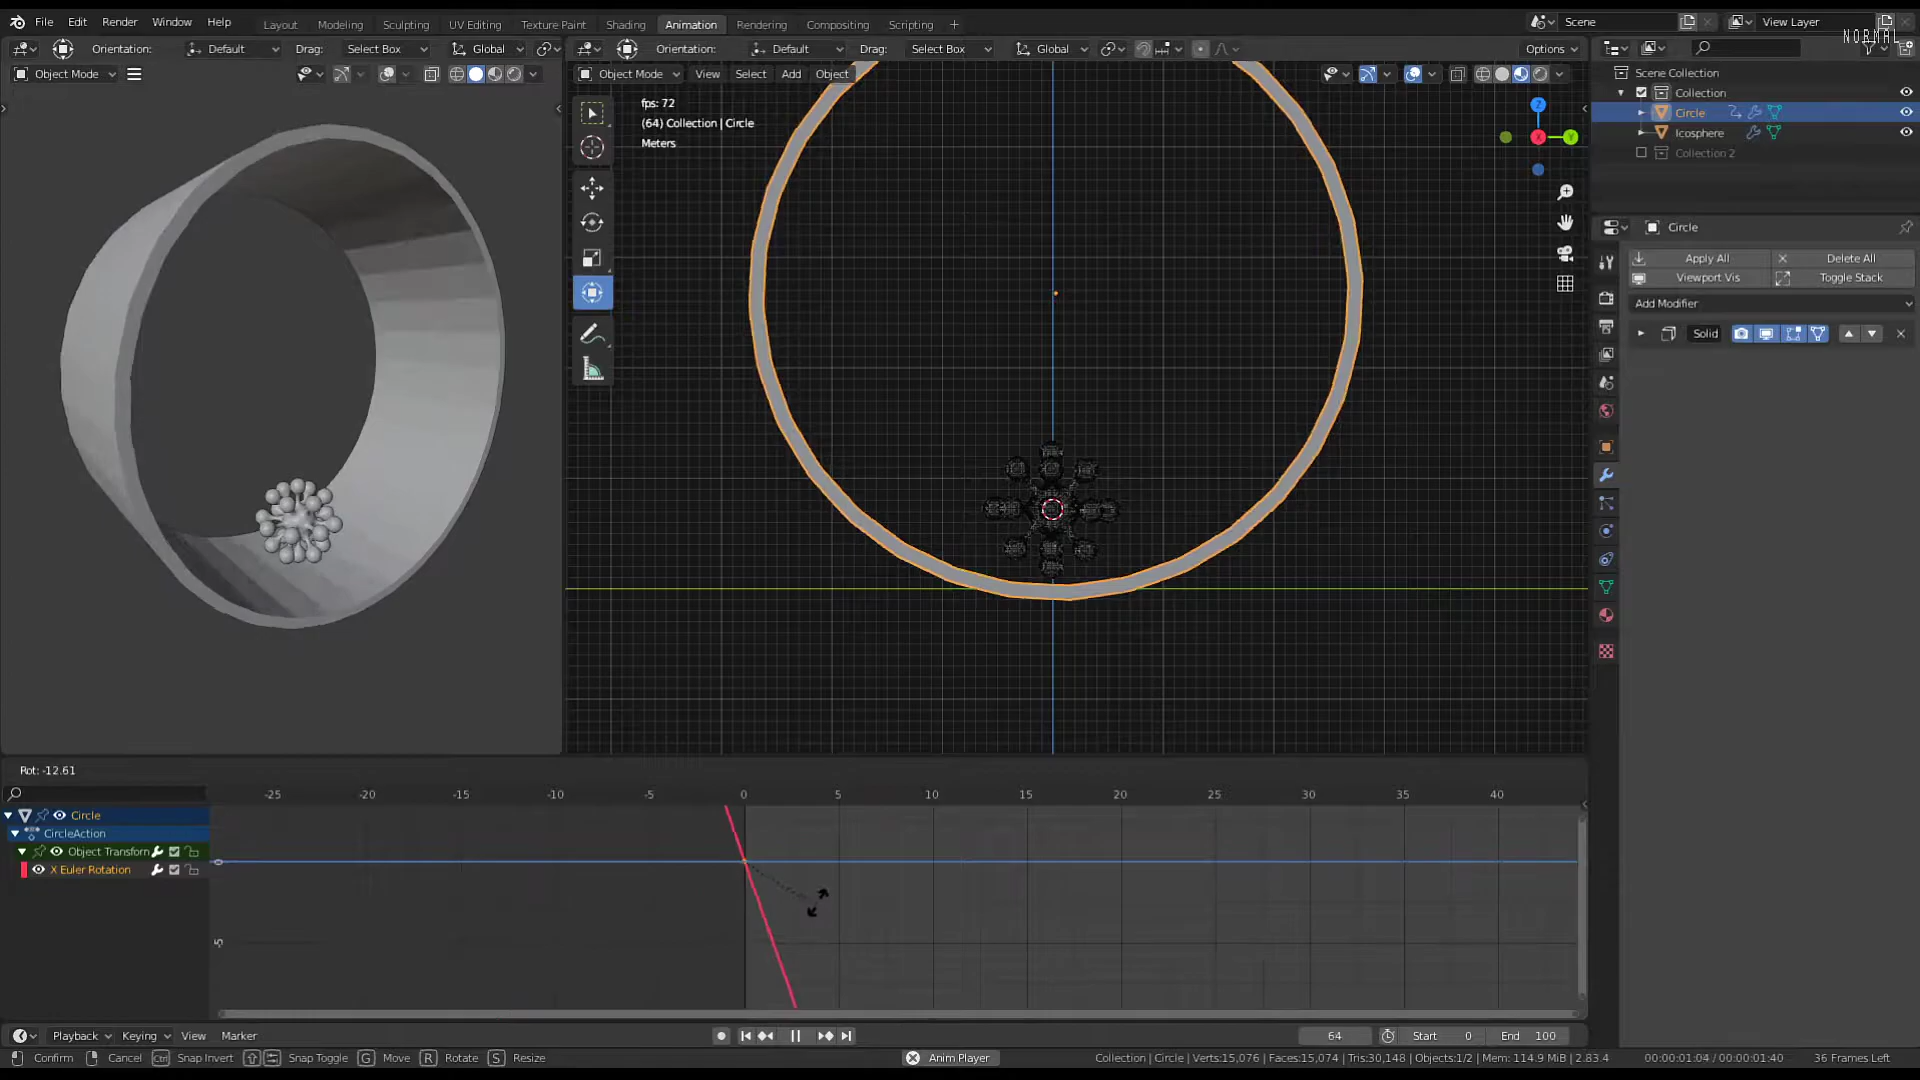 File Edit Render Window Help
Layout Modeling Sculpting UV Editing Texture Paint Shading Animation Rendering Compositing Scripting +
Scene
View Layer
NORMAL
Orientation: Default Drag: Select Box Global
Orientation: Default Drag: Select Box Global
Options
Object Mode
Object Mode View Select Add Object
fps: 72
(64) Collection | Circle
Meters
Z
X
Y
Scene Collection
Collection
Circle
Icosphere
Collection 2
Circle
Apply All Delete All
Viewport Vis Toggle Stack
Add Modifier
Solid
Rot: -12.61
-25 -20 -15 -10 -5 0 5 10 15 20 25 30 35 40
Circle
CircleAction
Object Transform
X Euler Rotation
0
-5
Playback Keying View Marker
64 Start 0 End 100
Confirm Cancel Ctrl Snap Invert Snap Toggle G Move R Rotate S Resize
Anim Player
Collection | Circle | Verts:15,076 | Faces:15,074 | Tris:30,148 | Objects:1/2 | Mem: 114.9 MiB | 2.83.4
00:00:01:04 / 00:00:01:40
36 Frames Left